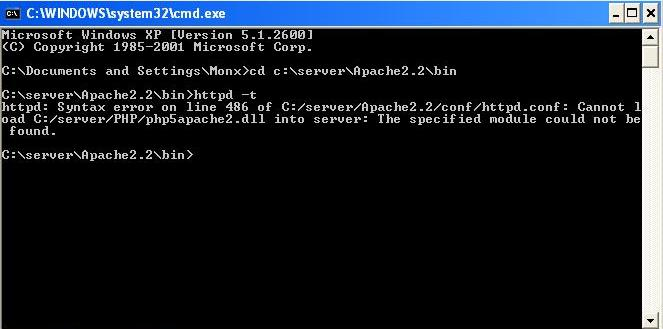 C:\WINDOWS\system32\cmd.exe
Microsoft Windows XP [Version 5.1.2600]
(C) Copyright 1985-2001 Microsoft Corp.
C:\Documents and Settings\Monx>cd c:\server\Apache2.2\bin
C:\server\Apache2.2\bin>httpd -t
httpd: Syntax error on line 486 of C:/server/Apache2.2/conf/httpd.conf: Cannot l
oad C:/server/PHP/php5apache2.dll into server: The specified module could not be
 found.
C:\server\Apache2.2\bin>